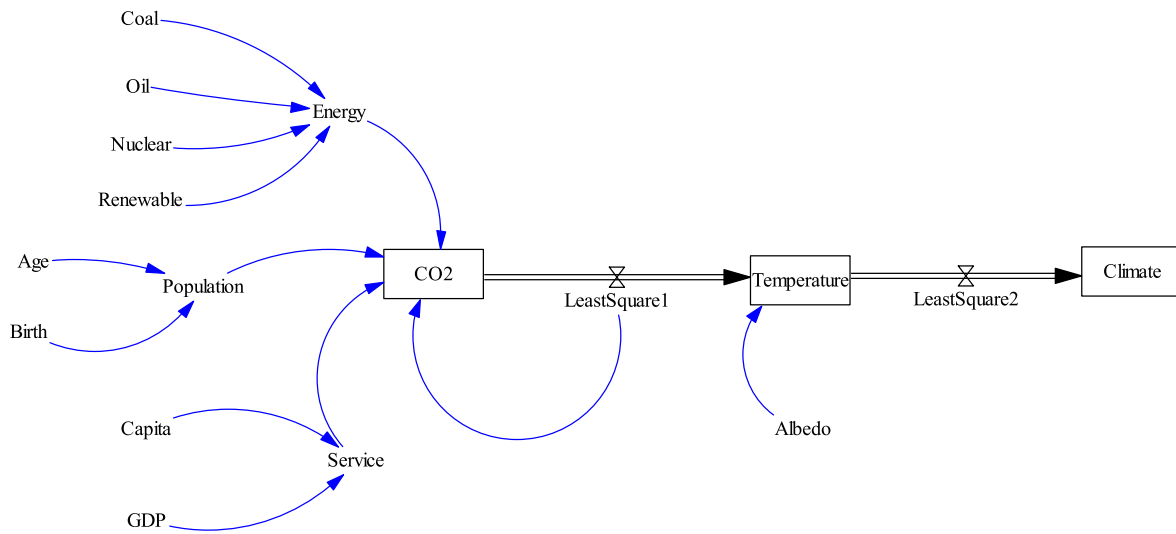 Coal
Oil
Energy
Nuclear
Renewable
Age
Population
Birth
CO2
LeastSquare1
Temperature
LeastSquare2
Climate
Capita
Service
GDP
Albedo